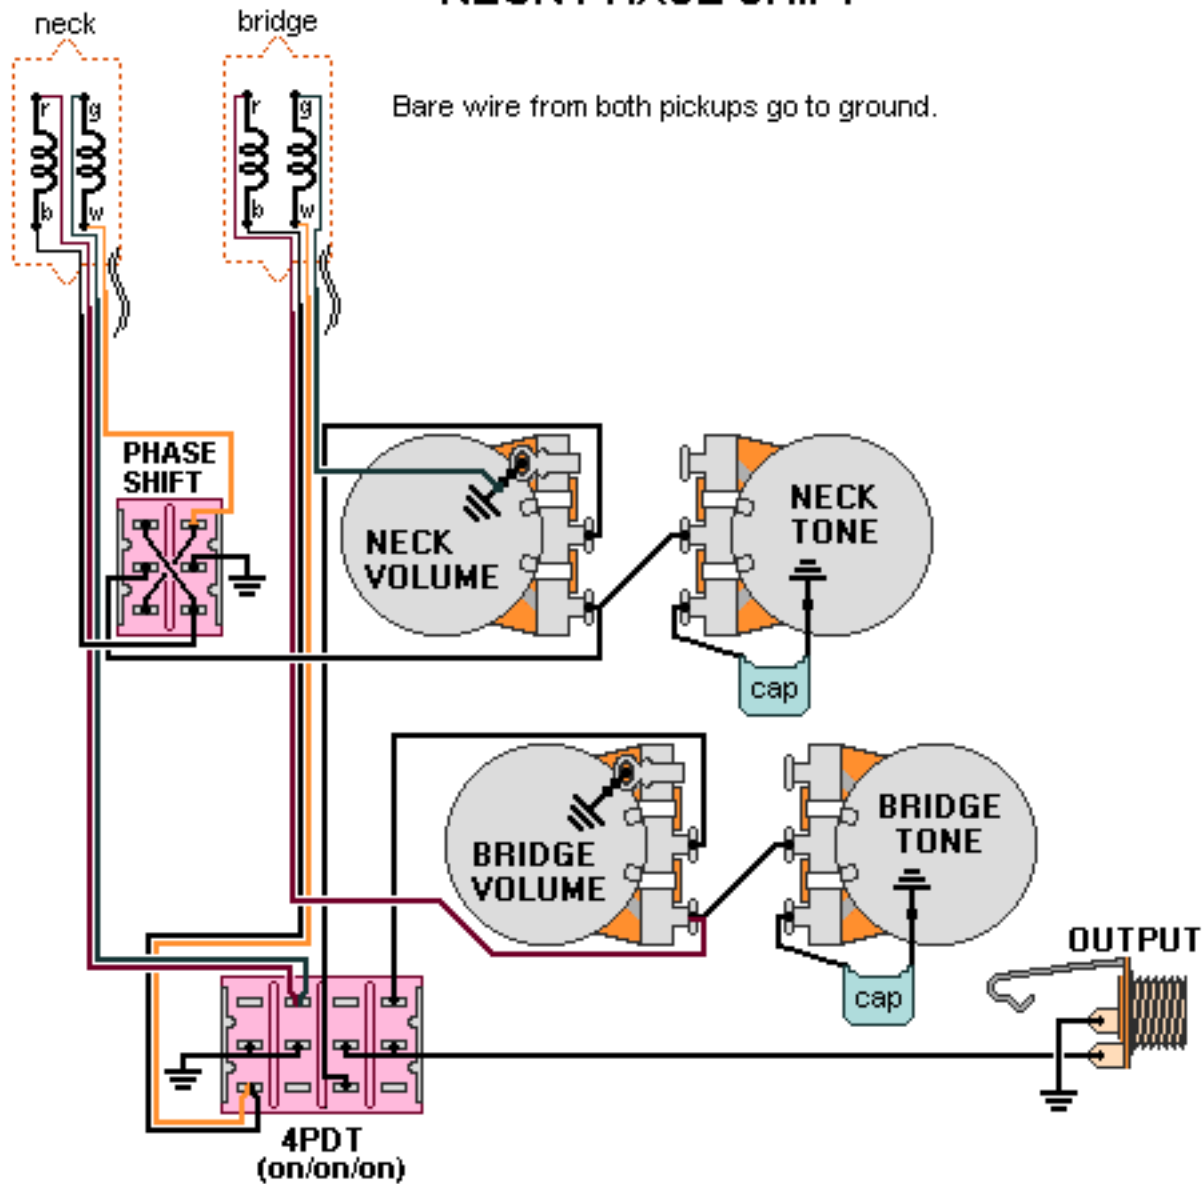 neck
bridge
Bare wire from both pickups go to ground.
r
g
b
w
r
g
b
w
PHASE
SHIFT
NECK
VOLUME
NECK
TONE
cap
BRIDGE
VOLUME
BRIDGE
TONE
cap
OUTPUT
4PDT
(on/on/on)